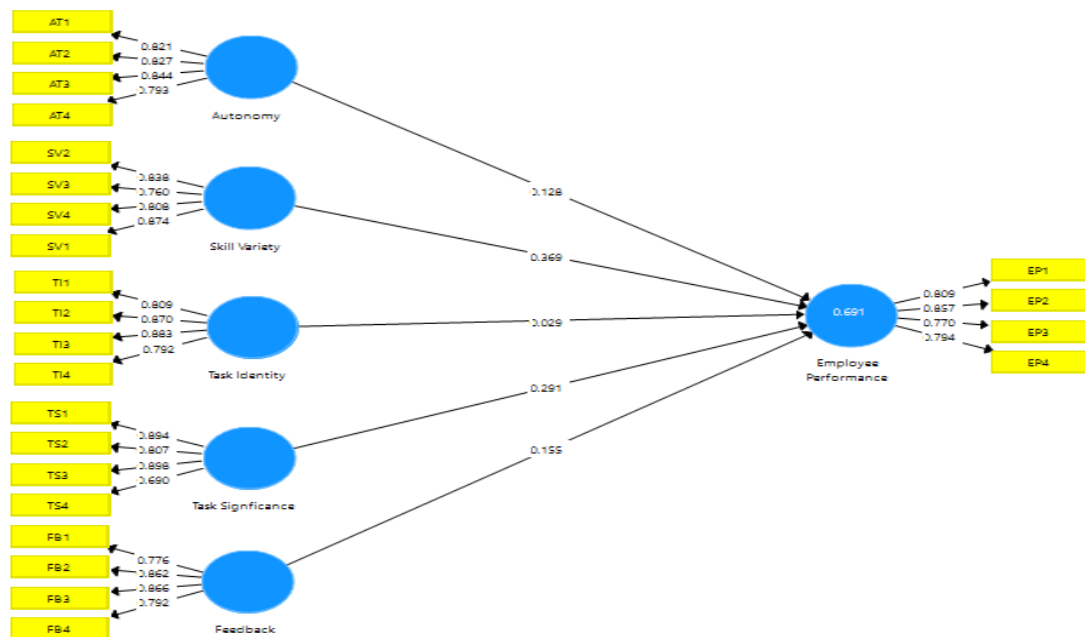 AT1
0.821
AT2
0.827
AT3
0.844
0.793
AT4
Autonomy
0.128
SV2
0.838
SV3
0.760
SV4
0.808
0.874
SV1
Skill Variety
0.369
TI1
0.809
TI2
0.870
TI3
0.883
0.792
TI4
Task Identity
0.029
TS1
0.894
TS2
0.807
TS3
0.898
0.690
TS4
Task Signficance
0.291
FB1
0.776
FB2
0.862
FB3
0.866
0.792
FB4
Feedback
0.155
0.691
Employee
Performance
EP1
0.809
EP2
0.857
0.770
EP3
0.794
EP4